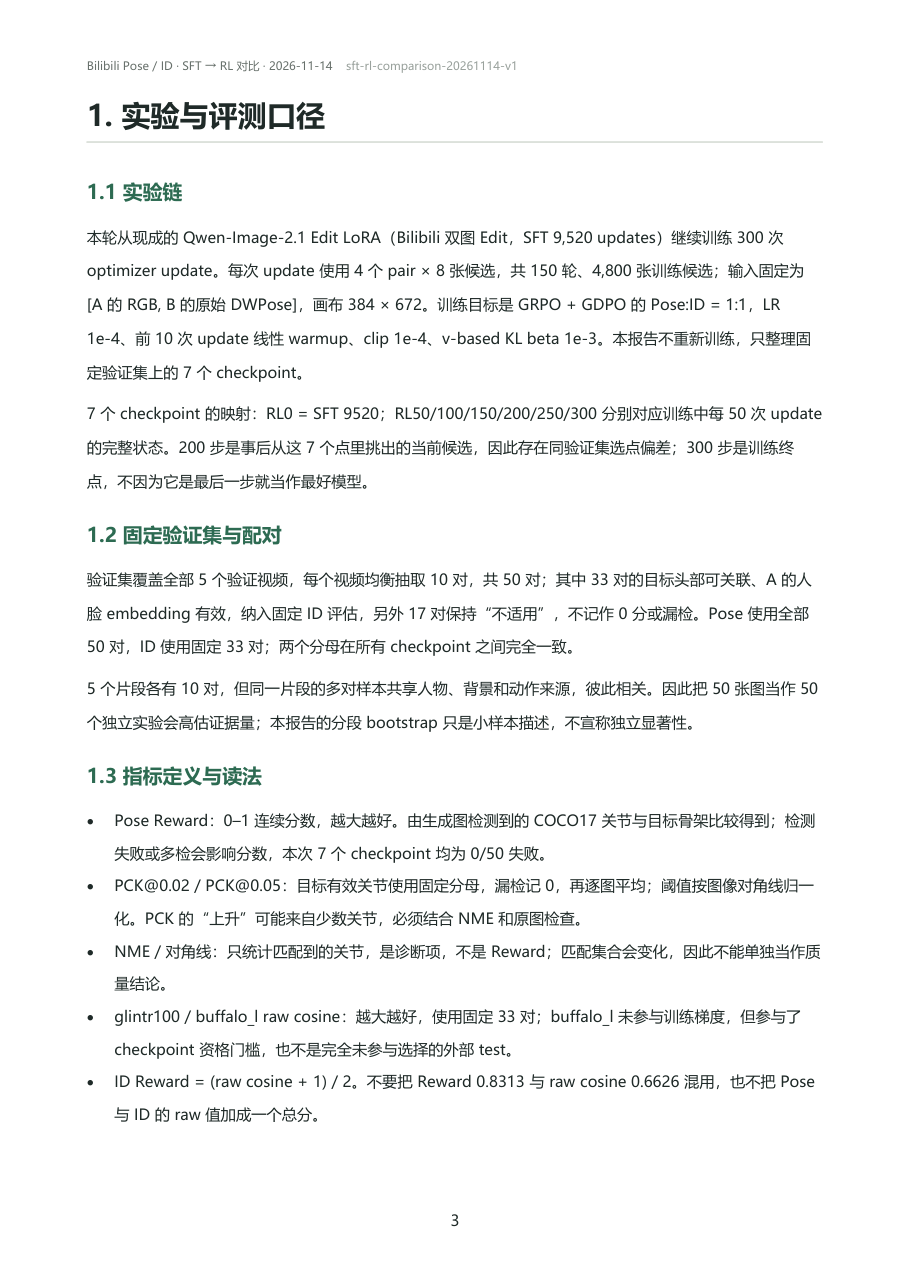 Bilibili Pose / ID · SFT → RL 对比 · 2026-11-14 sft-rl-comparison-20261114-v1
1. 实验与评测口径
1.1 实验链
本轮从现成的 Qwen-Image-2.1 Edit LoRA（Bilibili 双图 Edit，SFT 9,520 updates）继续训练 300 次
optimizer update。每次 update 使用 4 个 pair × 8 张候选，共 150 轮、4,800 张训练候选；输入固定为
[A 的 RGB, B 的原始 DWPose]，画布 384 × 672。训练目标是 GRPO + GDPO 的 Pose:ID = 1:1，LR
1e-4、前 10 次 update 线性 warmup、clip 1e-4、v-based KL beta 1e-3。本报告不重新训练，只整理固
定验证集上的 7 个 checkpoint。
7 个 checkpoint 的映射：RL0 = SFT 9520；RL50/100/150/200/250/300 分别对应训练中每 50 次 update
的完整状态。200 步是事后从这 7 个点里挑出的当前候选，因此存在同验证集选点偏差；300 步是训练终
点，不因为它是最后一步就当作最好模型。
1.2 固定验证集与配对
验证集覆盖全部 5 个验证视频，每个视频均衡抽取 10 对，共 50 对；其中 33 对的目标头部可关联、A 的人
脸 embedding 有效，纳入固定 ID 评估，另外 17 对保持“不适用”，不记作 0 分或漏检。Pose 使用全部
50 对，ID 使用固定 33 对；两个分母在所有 checkpoint 之间完全一致。
5 个片段各有 10 对，但同一片段的多对样本共享人物、背景和动作来源，彼此相关。因此把 50 张图当作 50
个独立实验会高估证据量；本报告的分段 bootstrap 只是小样本描述，不宣称独立显著性。
1.3 指标定义与读法
• Pose Reward：0–1 连续分数，越大越好。由生成图检测到的 COCO17 关节与目标骨架比较得到；检测
失败或多检会影响分数，本次 7 个 checkpoint 均为 0/50 失败。
• PCK@0.02 / PCK@0.05：目标有效关节使用固定分母，漏检记 0，再逐图平均；阈值按图像对角线归一
化。PCK 的“上升”可能来自少数关节，必须结合 NME 和原图检查。
• NME / 对角线：只统计匹配到的关节，是诊断项，不是 Reward；匹配集合会变化，因此不能单独当作质
量结论。
• glintr100 / buffalo_l raw cosine：越大越好，使用固定 33 对；buffalo_l 未参与训练梯度，但参与了
checkpoint 资格门槛，也不是完全未参与选择的外部 test。
• ID Reward = (raw cosine + 1) / 2。不要把 Reward 0.8313 与 raw cosine 0.6626 混用，也不把 Pose
与 ID 的 raw 值加成一个总分。
3